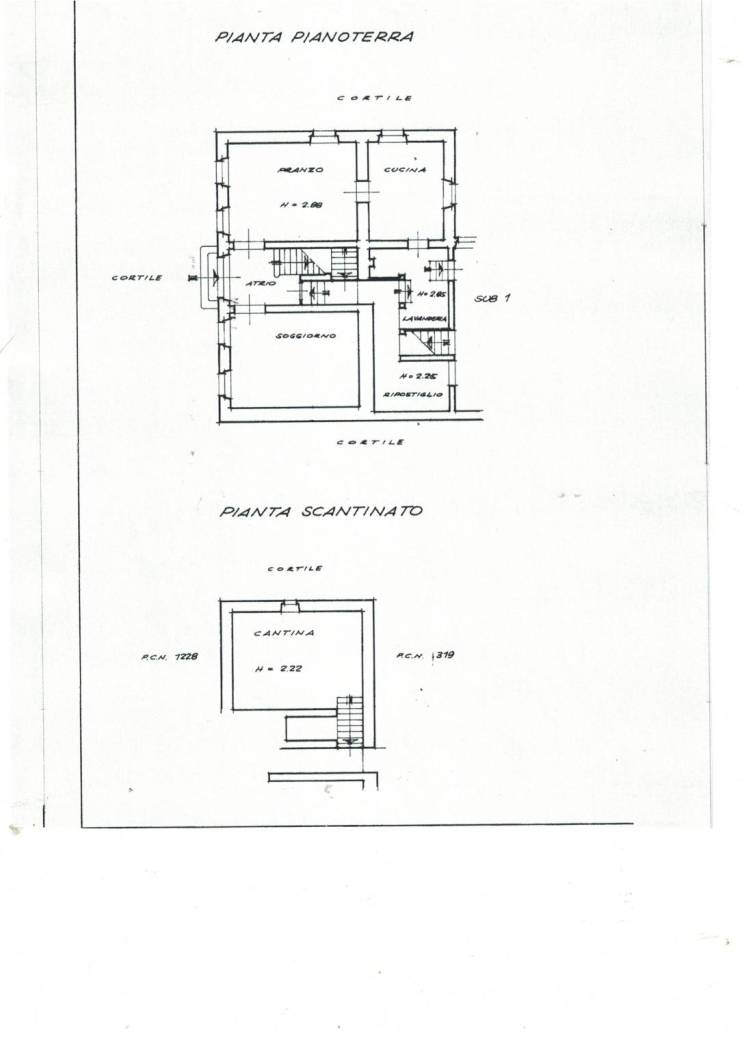 PIANTA PIANOTERRA
CORTILE
PRANZO
CUCINA
H = 2.88
CORTILE
ATRIO
H = 2.85
SUB 1
LAVANDERIA
SOGGIORNO
H = 2.25
RIPOSTIGLIO
CORTILE
PIANTA SCANTINATO
CORTILE
CANTINA
P.C.N. 1228
P.C.N. 1319
H = 2.22